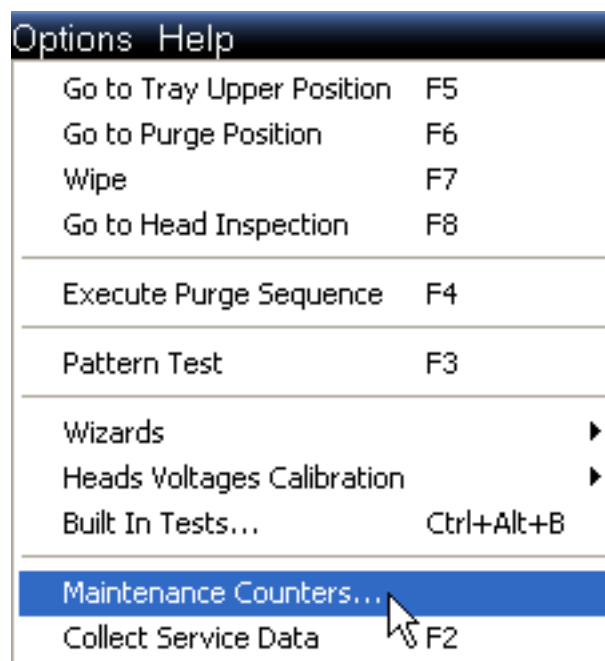 Options Help
Go to Tray Upper Position F5
Go to Purge Position F6
Wipe F7
Go to Head Inspection F8
Execute Purge Sequence F4
Pattern Test F3
Wizards
Heads Voltages Calibration
Built In Tests... Ctrl+Alt+B
Maintenance Counters...
Collect Service Data F2